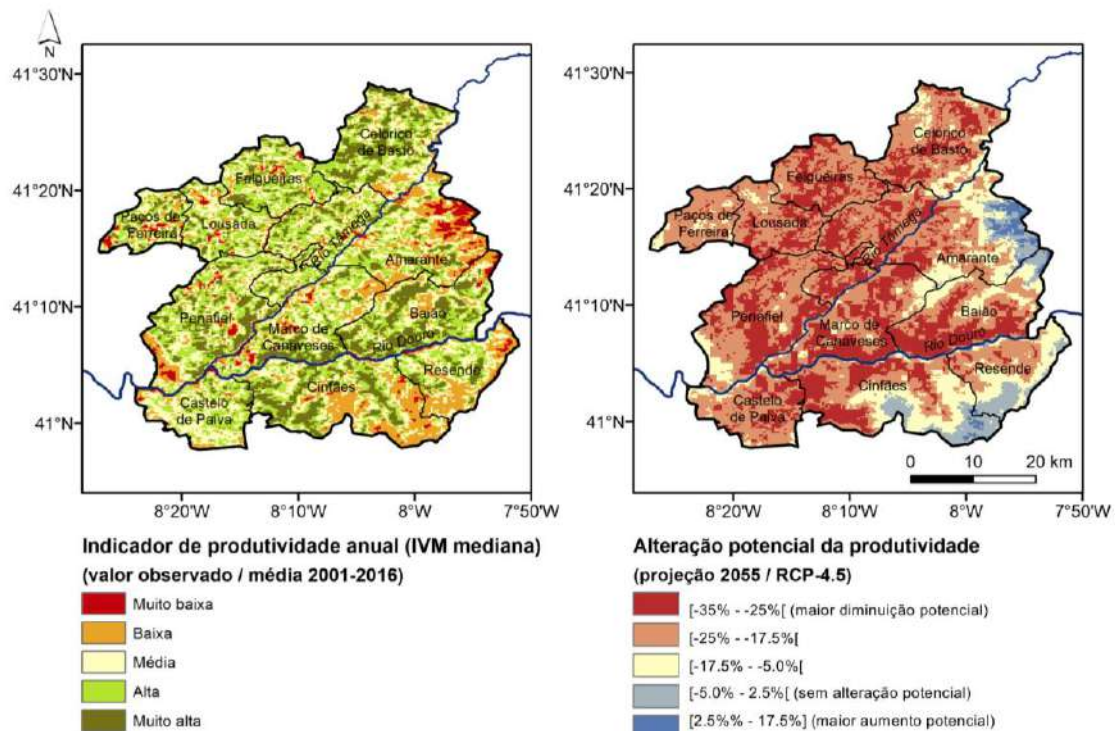 N
41°30'N
41°20'N
41°10'N
41°N
8°20'W
8°10'W
8°W
7°50'W
Celorico
de Basto
Felgueiras
Paços de
Ferreira
Lousada
Rio Tâmega
Amarante
Penafiel
Baião
Marco de
Canaveses
Rio Douro
Resende
Cinfães
Castelo
de Paiva
Indicador de produtividade anual (IVM mediana)
(valor observado / média 2001-2016)
Muito baixa
Baixa
Média
Alta
Muito alta
41°30'N
41°20'N
41°10'N
41°N
8°20'W
8°10'W
8°W
7°50'W
Celorico
de Basto
Felgueiras
Paços de
Ferreira
Lousada
Rio Tâmega
Amarante
Penafiel
Baião
Marco de
Canaveses
Rio Douro
Resende
Cinfães
Castelo
de Paiva
0 10 20 km
Alteração potencial da produtividade
(projeção 2055 / RCP-4.5)
[-35% - -25%[ (maior diminuição potencial)
[-25% - -17.5%[
[-17.5% - -5.0%[
[-5.0% - 2.5%[ (sem alteração potencial)
[2.5%% - 17.5%] (maior aumento potencial)